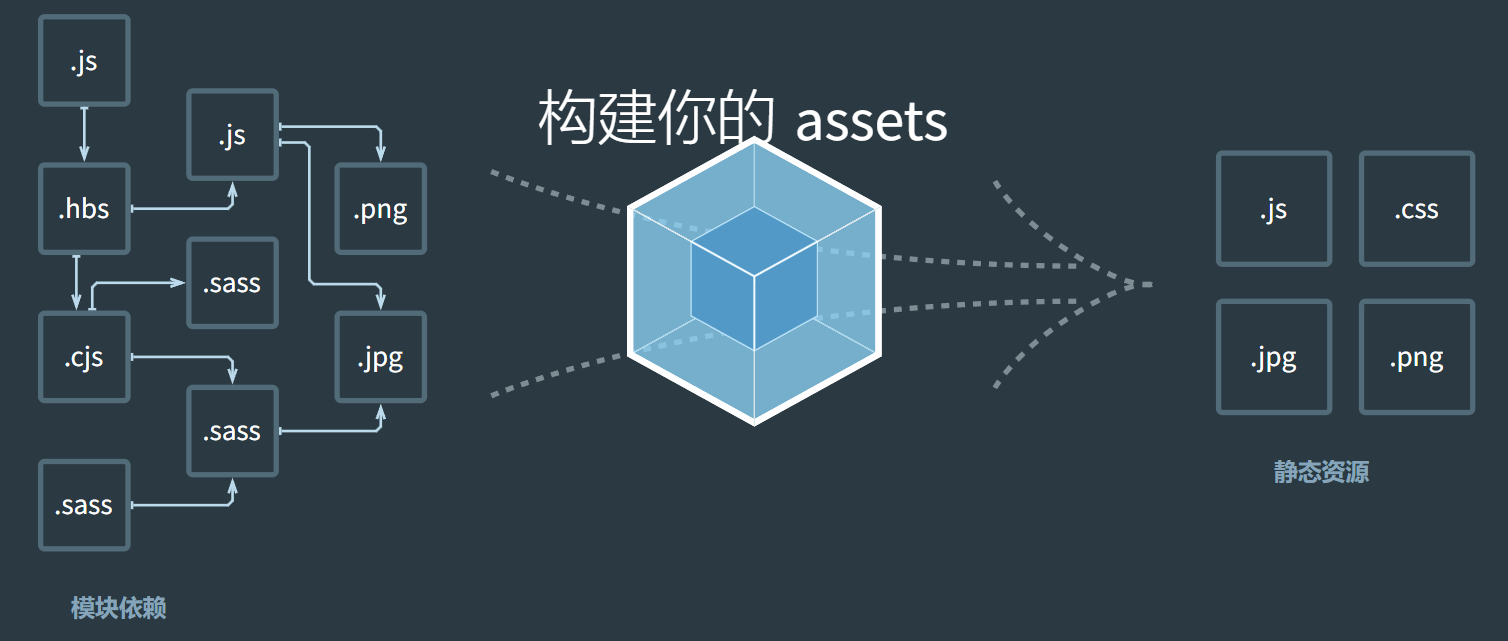 .js
.js
构建你的 assets
.hbs
.png
.js
.css
.sass
.cjs
.jpg
.jpg
.png
.sass
静态资源
.sass
模块依赖